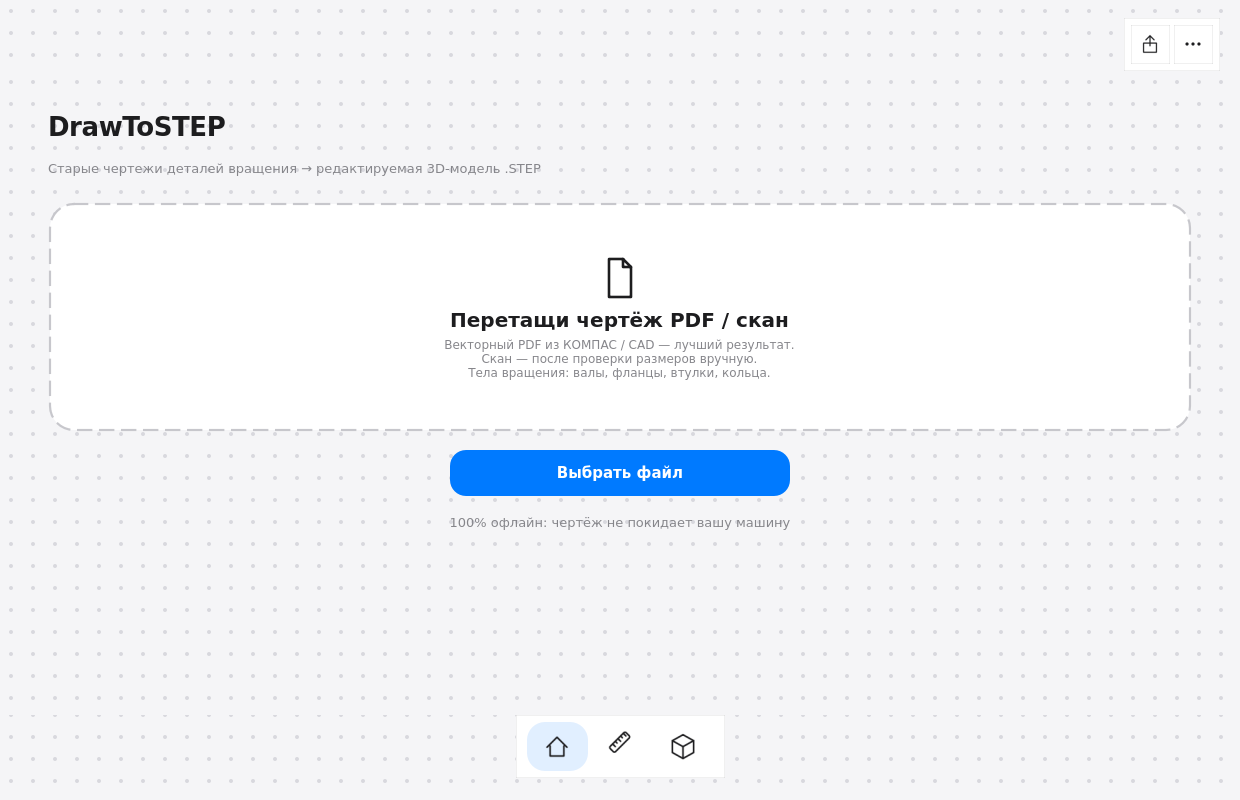 DrawToSTEP
Старые чертежи деталей вращения → редактируемая 3D-модель .STEP
Перетащи чертёж PDF / скан
Векторный PDF из КОМПАС / CAD — лучший результат.
Скан — после проверки размеров вручную.
Тела вращения: валы, фланцы, втулки, кольца.
Выбрать файл
100% офлайн: чертёж не покидает вашу машину